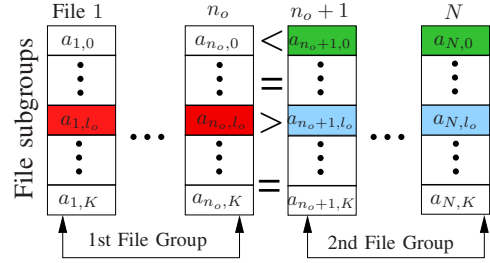 File 1 n_o n_o+1 N
File subgroups
a_{1,0} a_{n_o,0} < a_{n_o+1,0} a_{N,0}
=
a_{1,l_o} ... a_{n_o,l_o} > a_{n_o+1,l_o} ... a_{N,l_o}
a_{1,K} a_{n_o,K} = a_{n_o+1,K} a_{N,K}
1st File Group 2nd File Group